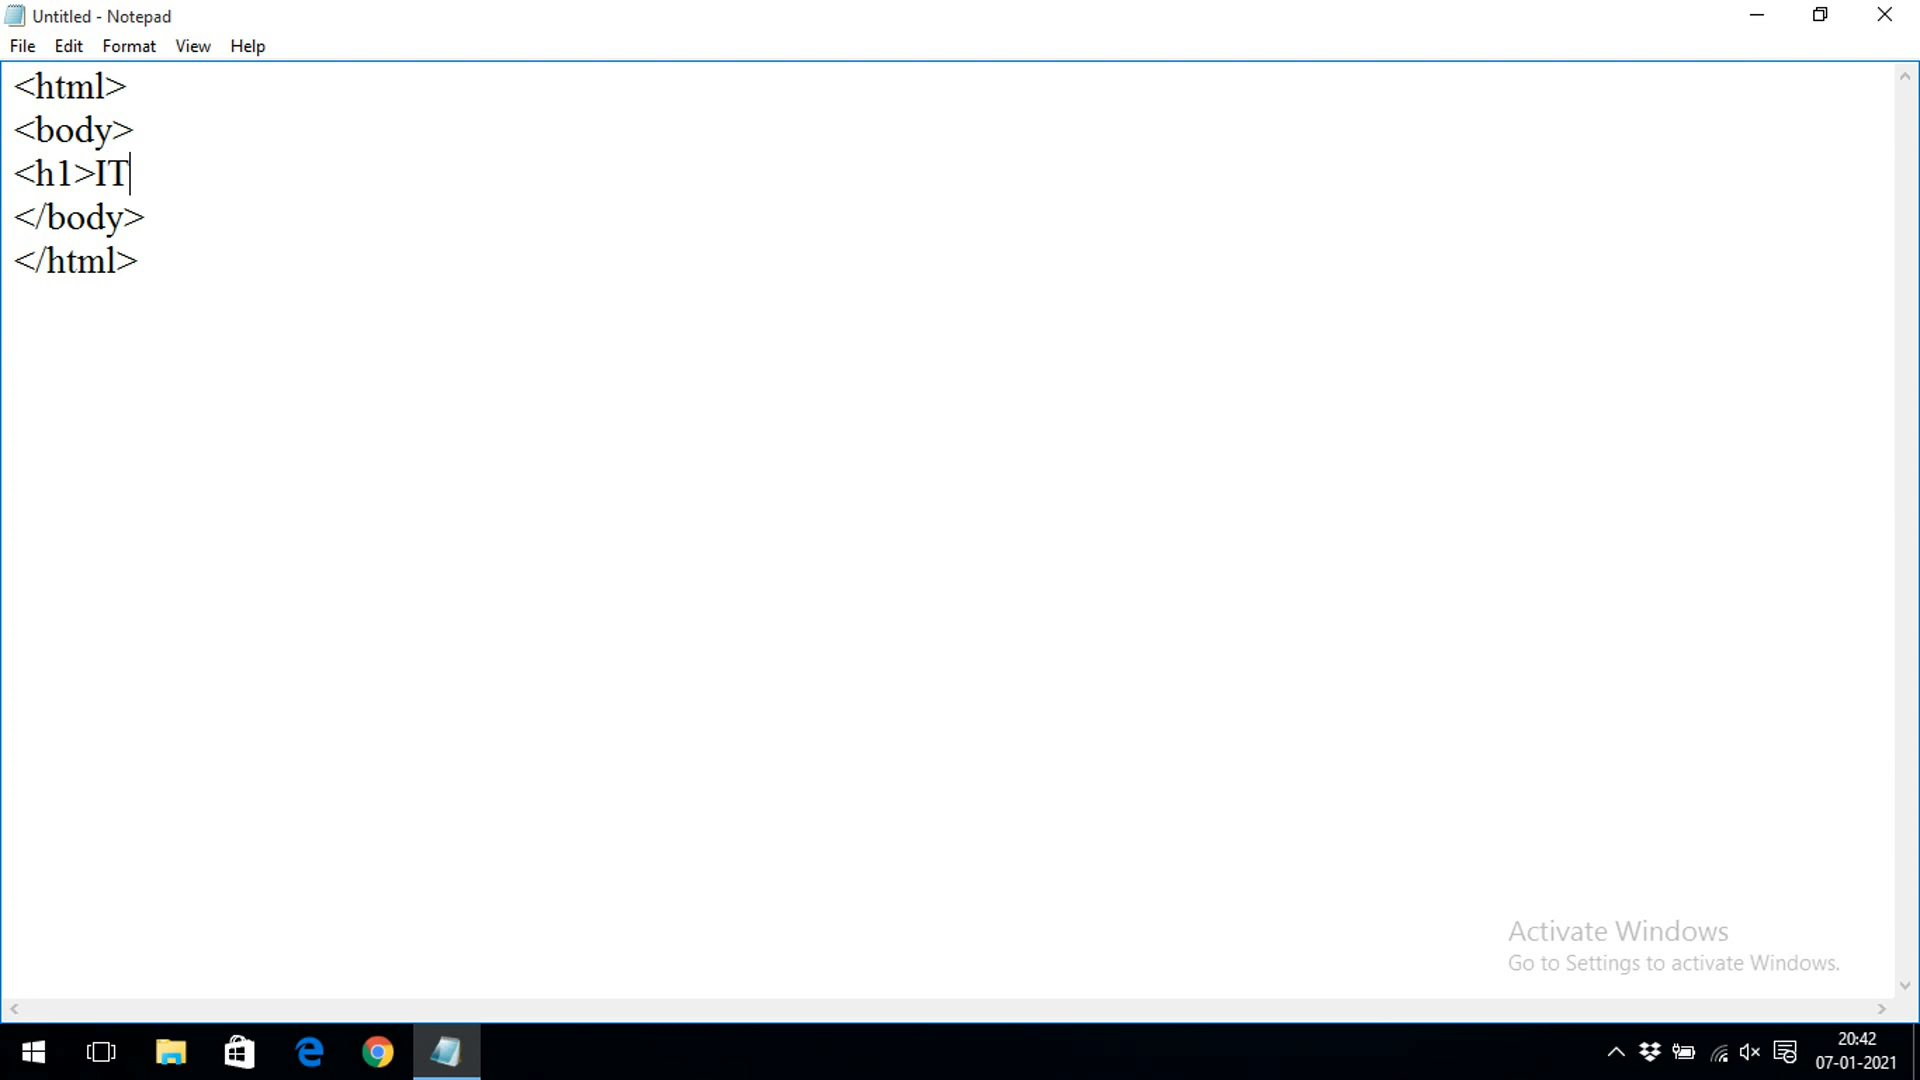 Untitled - Notepad
File Edit Format View Help
<html>
<body>
<h1>IT
</body>
</html>
Activate Windows
Go to Settings to activate Windows.
20:42
07-01-2021